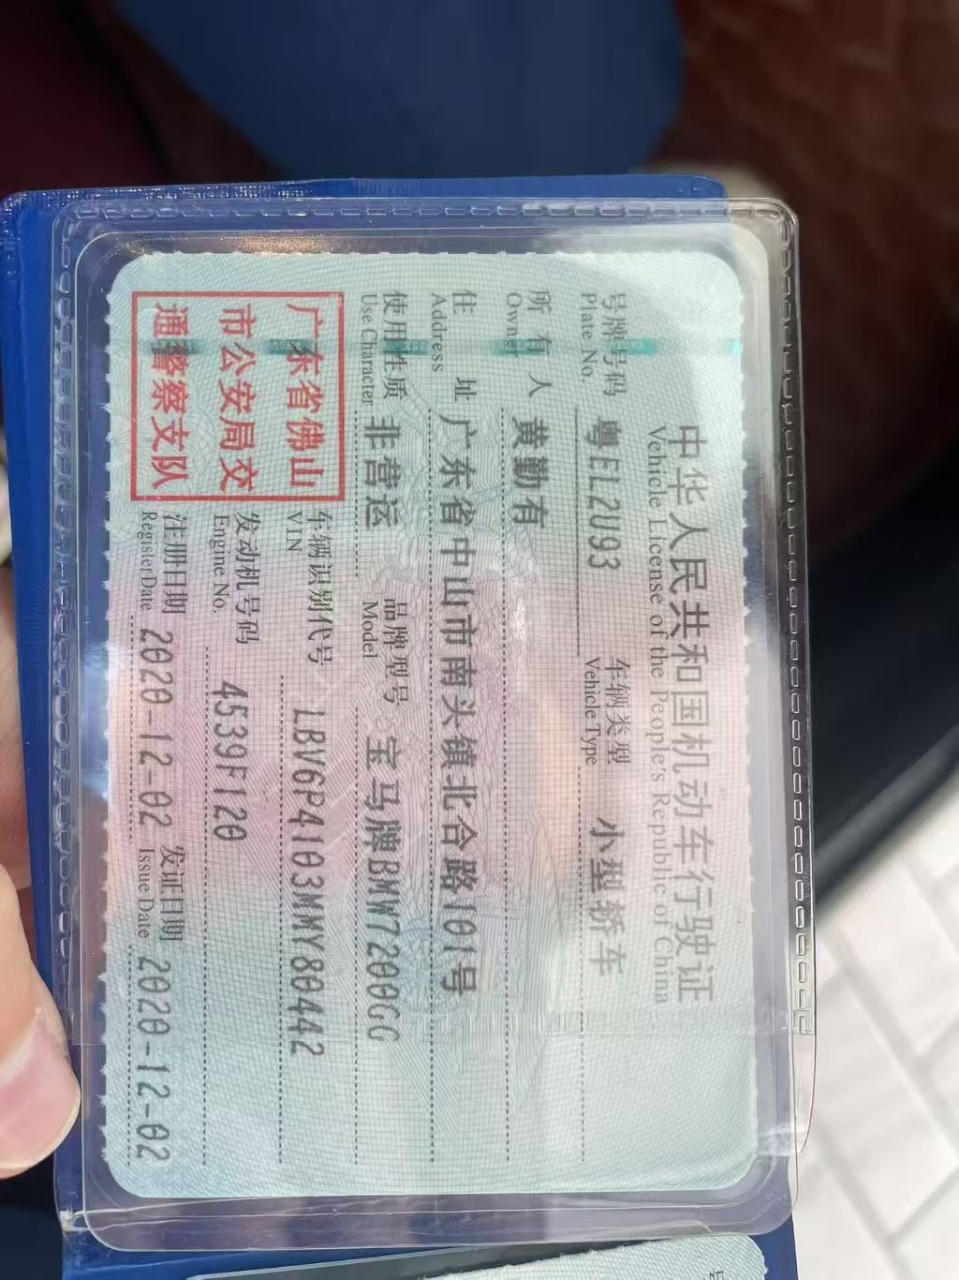 中华人民共和国机动车行驶证
Vehicle License of the People's Republic of China
号牌号码 粤EL2U93 车辆类型 小型轿车
Plate No. Vehicle Type
所有人 黄勤有
Owner
住址 广东省中山市南头镇北合路101号
Address
使用性质 非营运 品牌型号 宝马牌BMW7200GG
Use Character Model
广东省佛山
市公安局交
通警察支队
车辆识别代号 LBV6P4103MMY80442
VIN
发动机号码 4539F120
Engine No.
注册日期 2020-12-02 发证日期 2020-12-02
Register Date Issue Date